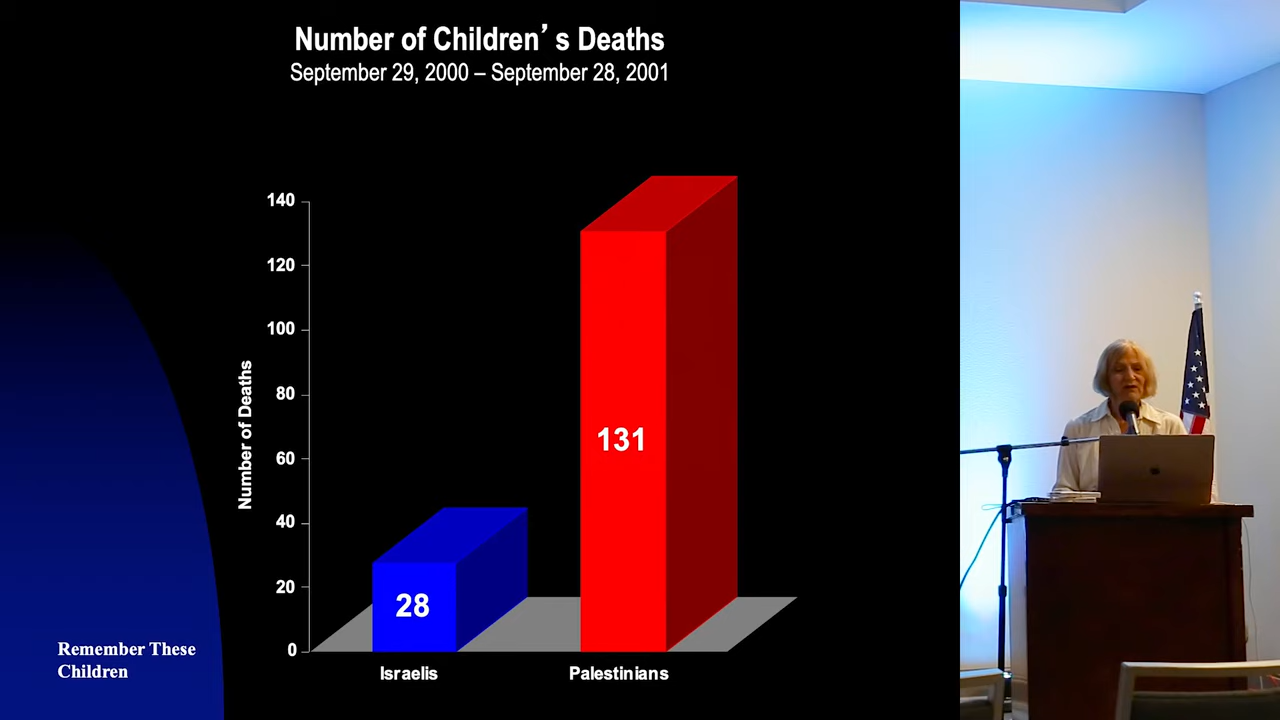 Number of Children’s Deaths
September 29, 2000 – September 28, 2001
140
120
100
80
60
40
20
0
Number of Deaths
28
131
Israelis
Palestinians
Remember These
Children